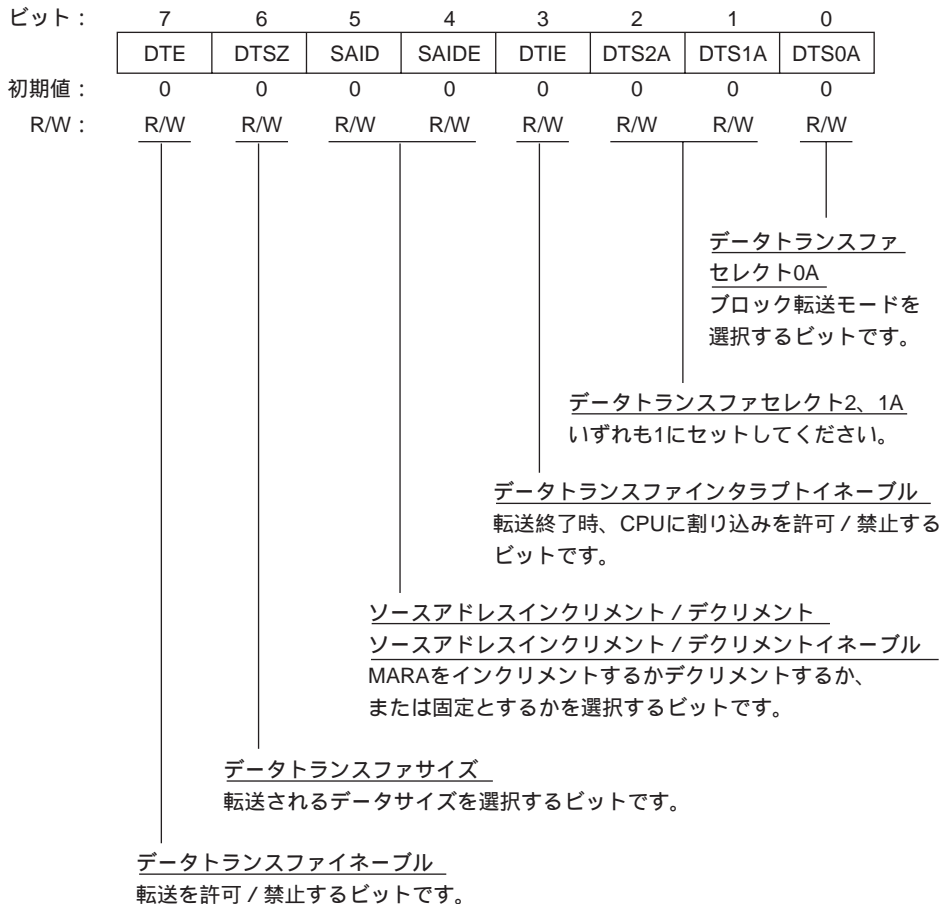 ビット： 7 6 5 4 3 2 1 0
DTE DTSZ SAID SAIDE DTIE DTS2A DTS1A DTS0A
初期値： 0 0 0 0 0 0 0 0
R/W： R/W R/W R/W R/W R/W R/W R/W R/W
データトランスファ
セレクト0A
ブロック転送モードを
選択するビットです。
データトランスファセレクト2、1A
いずれも1にセットしてください。
データトランスファインタラプトイネーブル
転送終了時、CPUに割り込みを許可／禁止する
ビットです。
ソースアドレスインクリメント／デクリメント
ソースアドレスインクリメント／デクリメントイネーブル
MARAをインクリメントするかデクリメントするか、
または固定とするかを選択するビットです。
データトランスファサイズ
転送されるデータサイズを選択するビットです。
データトランスファイネーブル
転送を許可／禁止するビットです。